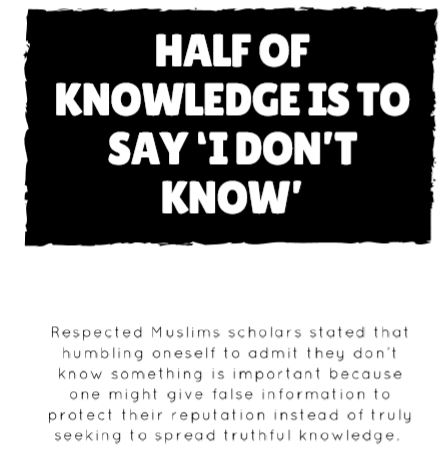 HALF OF
KNOWLEDGE IS TO
SAY 'I DON'T
KNOW'
Respected Muslims scholars stated that
humbling oneself to admit they don't
know something is important because
one might give false information to
protect their reputation instead of truly
seeking to spread truthful knowledge.